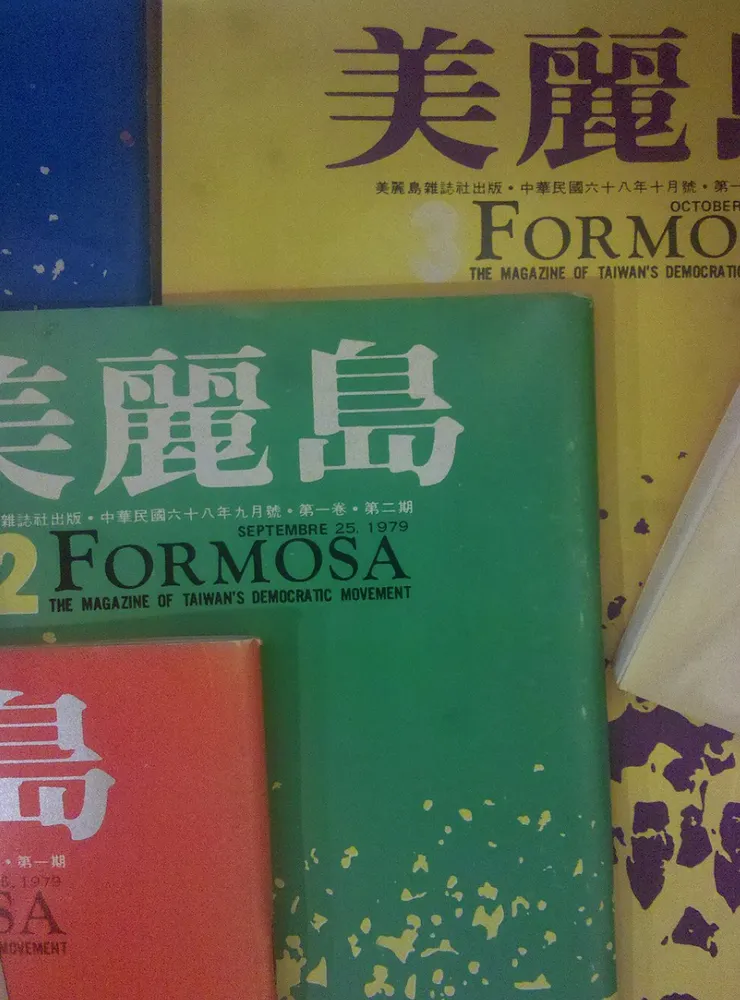 美麗
美麗島雜誌社出版・中華民國六十八年十月號・第一
OCTOBER
3 FORMO
THE MAGAZINE OF TAIWAN'S DEMOCRATIC
美麗島
雜誌社出版・中華民國六十八年九月號・第一卷・第二期
SEPTEMBRE 25, 1979
2 FORMOSA
THE MAGAZINE OF TAIWAN'S DEMOCRATIC MOVEMENT
島
・第一期
1979
SA
MOVEMENT